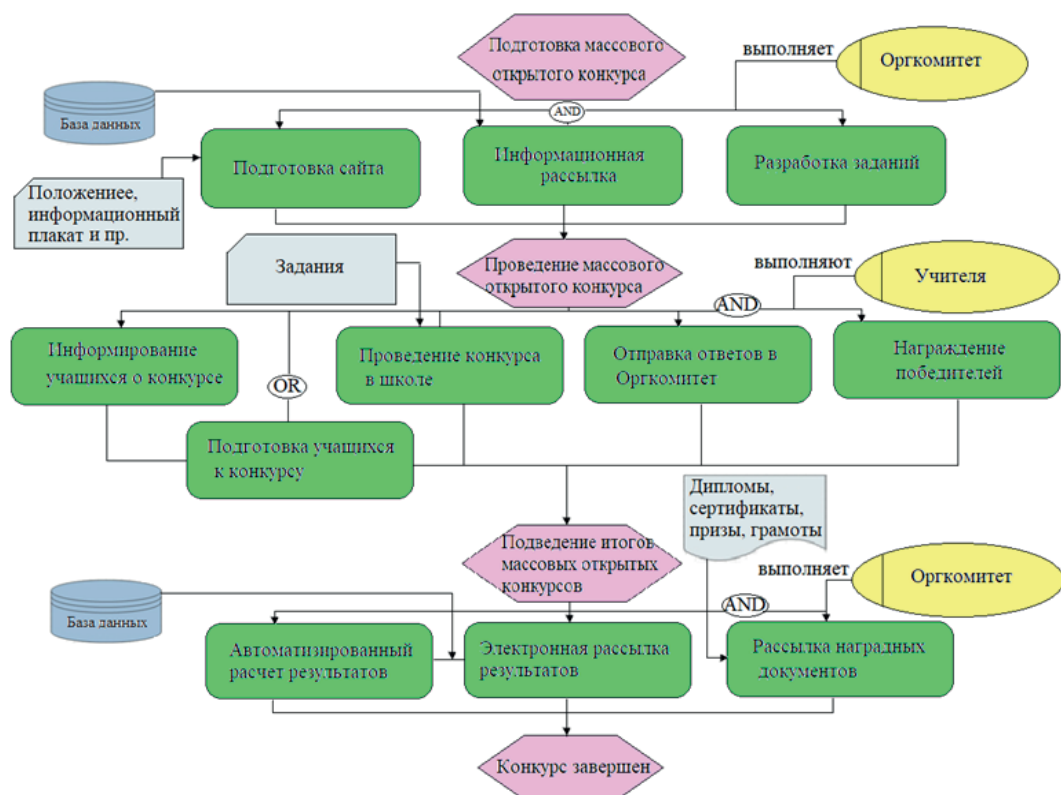 Подготовка массового
открытого конкурса
выполняет
Оргкомитет
База данных
AND
Подготовка сайта
Информационная
рассылка
Разработка заданий
Положениее,
информационный
плакат и пр.
Задания
Проведение массового
открытого конкурса
выполняют
Учителя
AND
Информирование
учашихся о конкурсе
OR
Проведение конкурса
в школе
Отправка ответов в
Оргкомитет
Награждение
победителей
Подготовка учашихся
к конкурсу
Дипломы,
сертификаты,
призы, грамоты
Подведение итогов
массовых открытых
конкурсов
выполняет
Оргкомитет
База данных
AND
Автоматизированный
расчет результатов
Электронная рассылка
результатов
Рассылка наградных
документов
Конкурс завершен